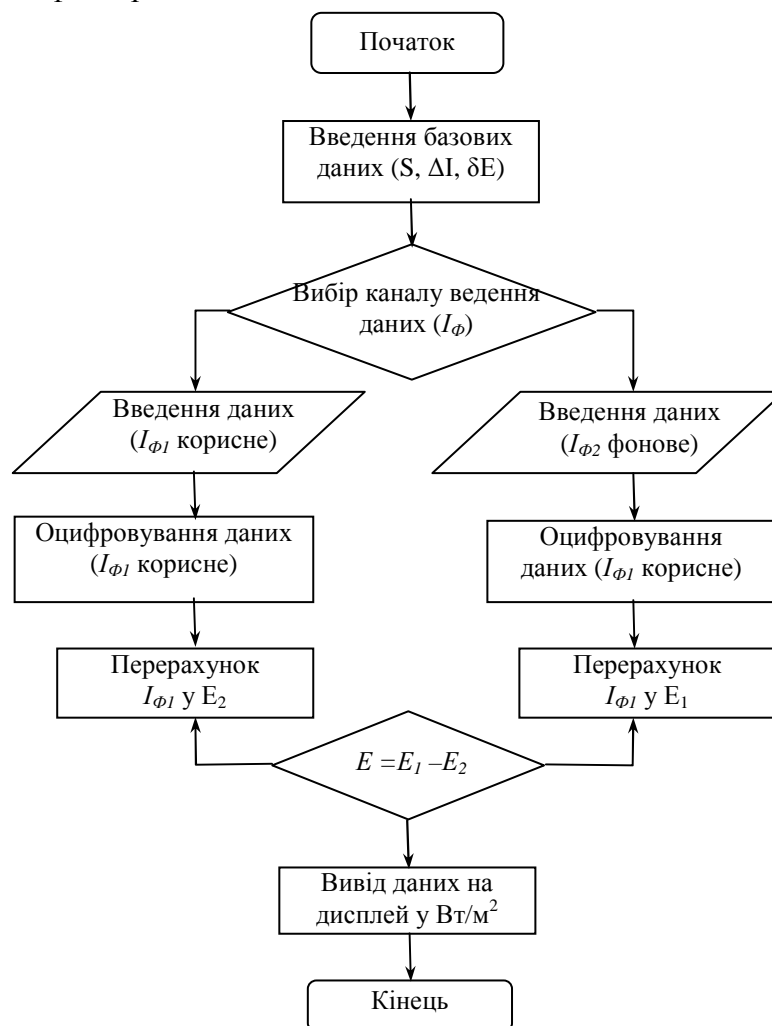 Початок
Введення базових
даних (S, ΔI, δE)
Вибір каналу ведення
даних (IФ)
Введення даних
(IФ1 корисне)
Введення даних
(IФ2 фонове)
Оцифровування даних
(IФ1 корисне)
Оцифровування
даних (IФ1 корисне)
Перерахунок
IФ1 у E2
Перерахунок
IФ1 у E1
E =E1 –E2
Вивід даних на
дисплей у Вт/м²
Кінець